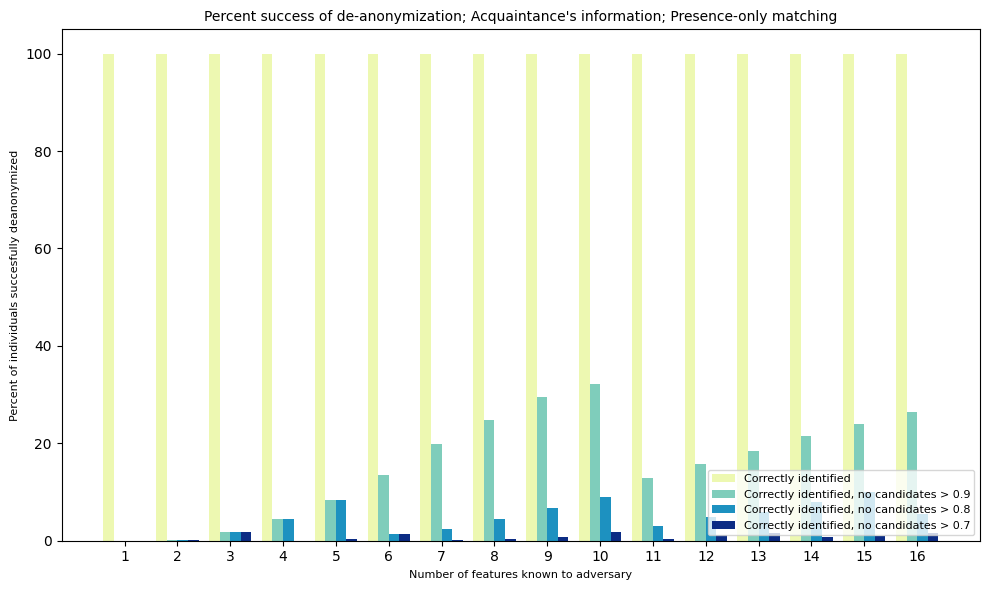 Percent success of de-anonymization; Acquaintance's information; Presence-only matching
Percent of individuals succesfully deanonymized
100
80
60
40
20
0
Correctly identified
Correctly identified, no candidates > 0.9
Correctly identified, no candidates > 0.8
Correctly identified, no candidates > 0.7
1 2 3 4 5 6 7 8 9 10 11 12 13 14 15 16
Number of features known to adversary